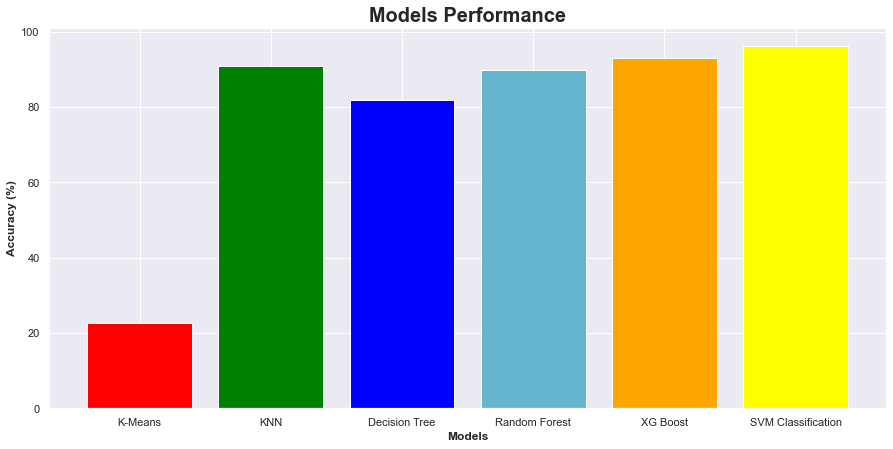 Models Performance
Accuracy (%)
100
80
60
40
20
0
K-Means KNN Decision Tree Random Forest XG Boost SVM Classification
Models